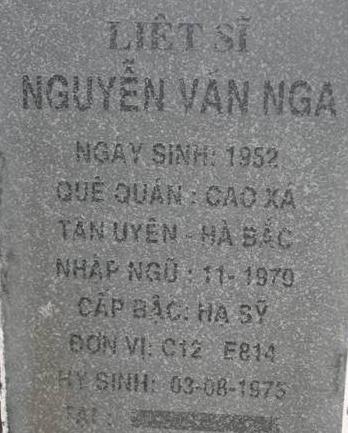 LIỆT SĨ
NGUYỄN VĂN NGA
NGÀY SINH: 1952
QUÊ QUÁN : CAO XÁ
TÂN UYÊN - HÀ BẮC
NHẬP NGŨ : 11-1970
CẤP BẬC: HẠ SỸ
ĐƠN VỊ: C12 E814
HY SINH: 03-08-1975
TẠI :